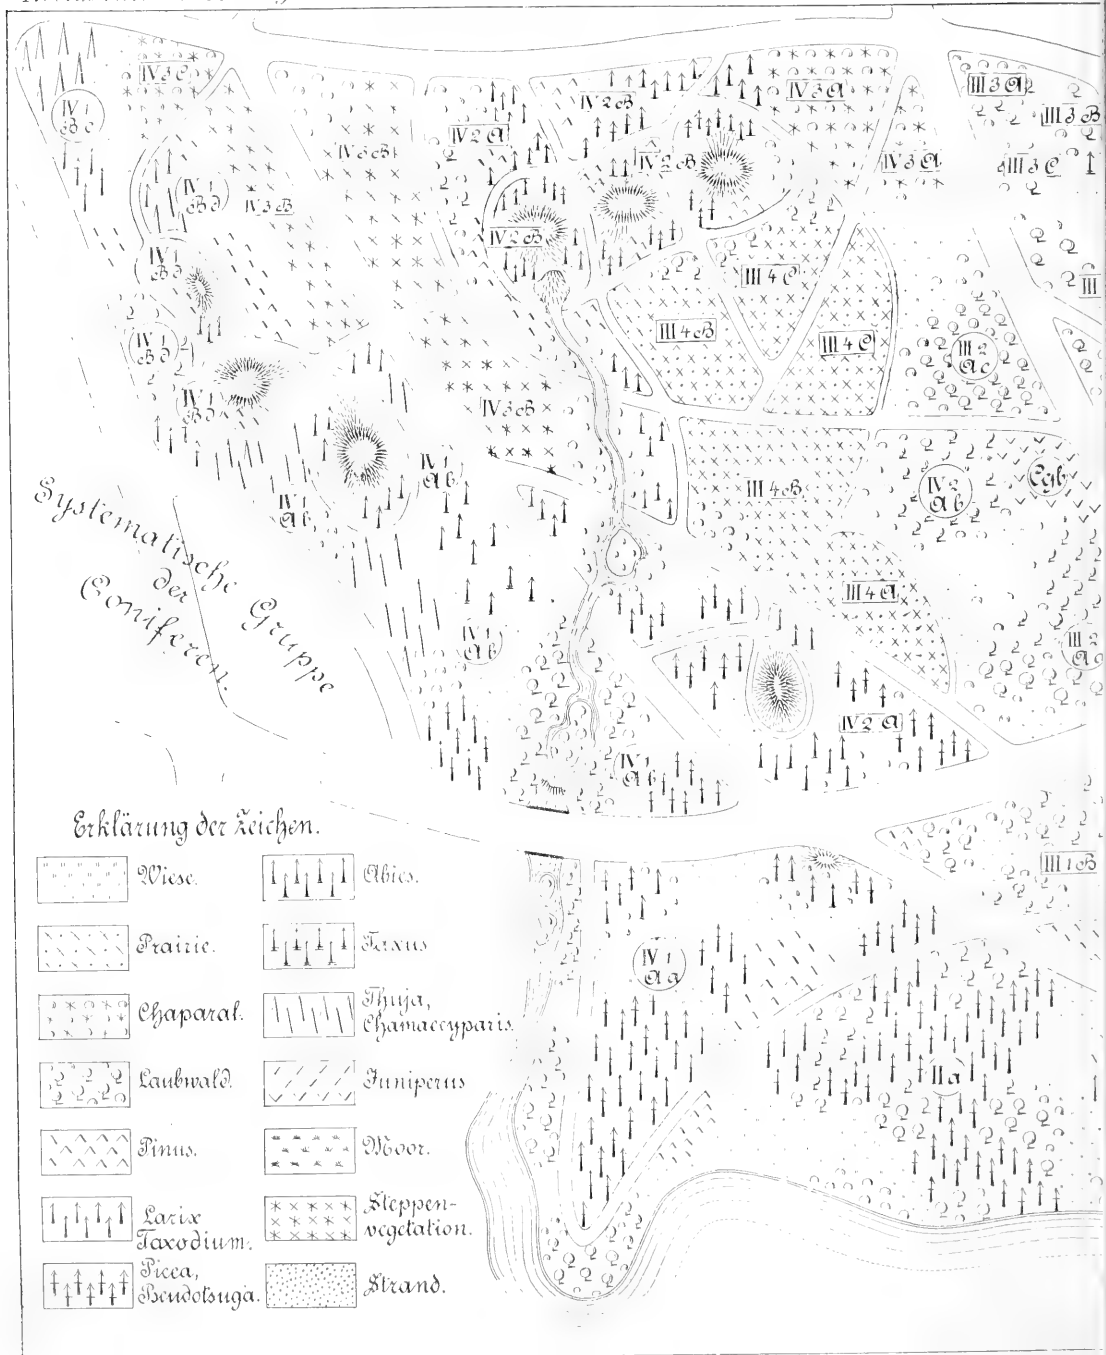 IV 3 C
IV 1
B c
IV 3 B
IV 2 A
IV 2 B
IV 3 A
III 3 A
III 3 B
IV 2 B
IV 3 A
III 3 C
IV 1
B d
IV 3 B
IV 2 B
IV 1
B d
III 4 C
III
III 4 B
III 4 C
IV 1
B d
III 2
A c
IV 1
B d
IV 3 B
IV 1
A b
III 4 B
IV 2
A b
IV 1
A b
Systematische Gruppe
der
Coniferen.
III 4 A
IV 1
A b
III 2
A
IV 2 A
IV 1
A b
III 1 B
IV 1
A a
II a
Erklärung der Zeichen.
Wiese.
Prairie.
Chaparal.
Laubwald.
Pinus.
Larix
Taxodium.
Picea,
Pseudotsuga.
Abies.
Taxus
Thuja,
Chamaecyparis.
Juniperus
Moor.
Steppen-
vegetation.
Strand.